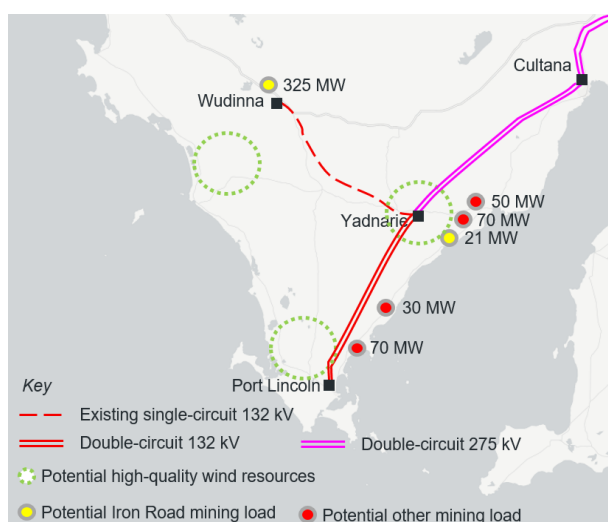 Cultana
325 MW
Wudinna
50 MW
70 MW
Yadnarie
21 MW
30 MW
70 MW
Port Lincoln
Key
Existing single-circuit 132 kV
Double-circuit 132 kV
Double-circuit 275 kV
Potential high-quality wind resources
Potential Iron Road mining load
Potential other mining load